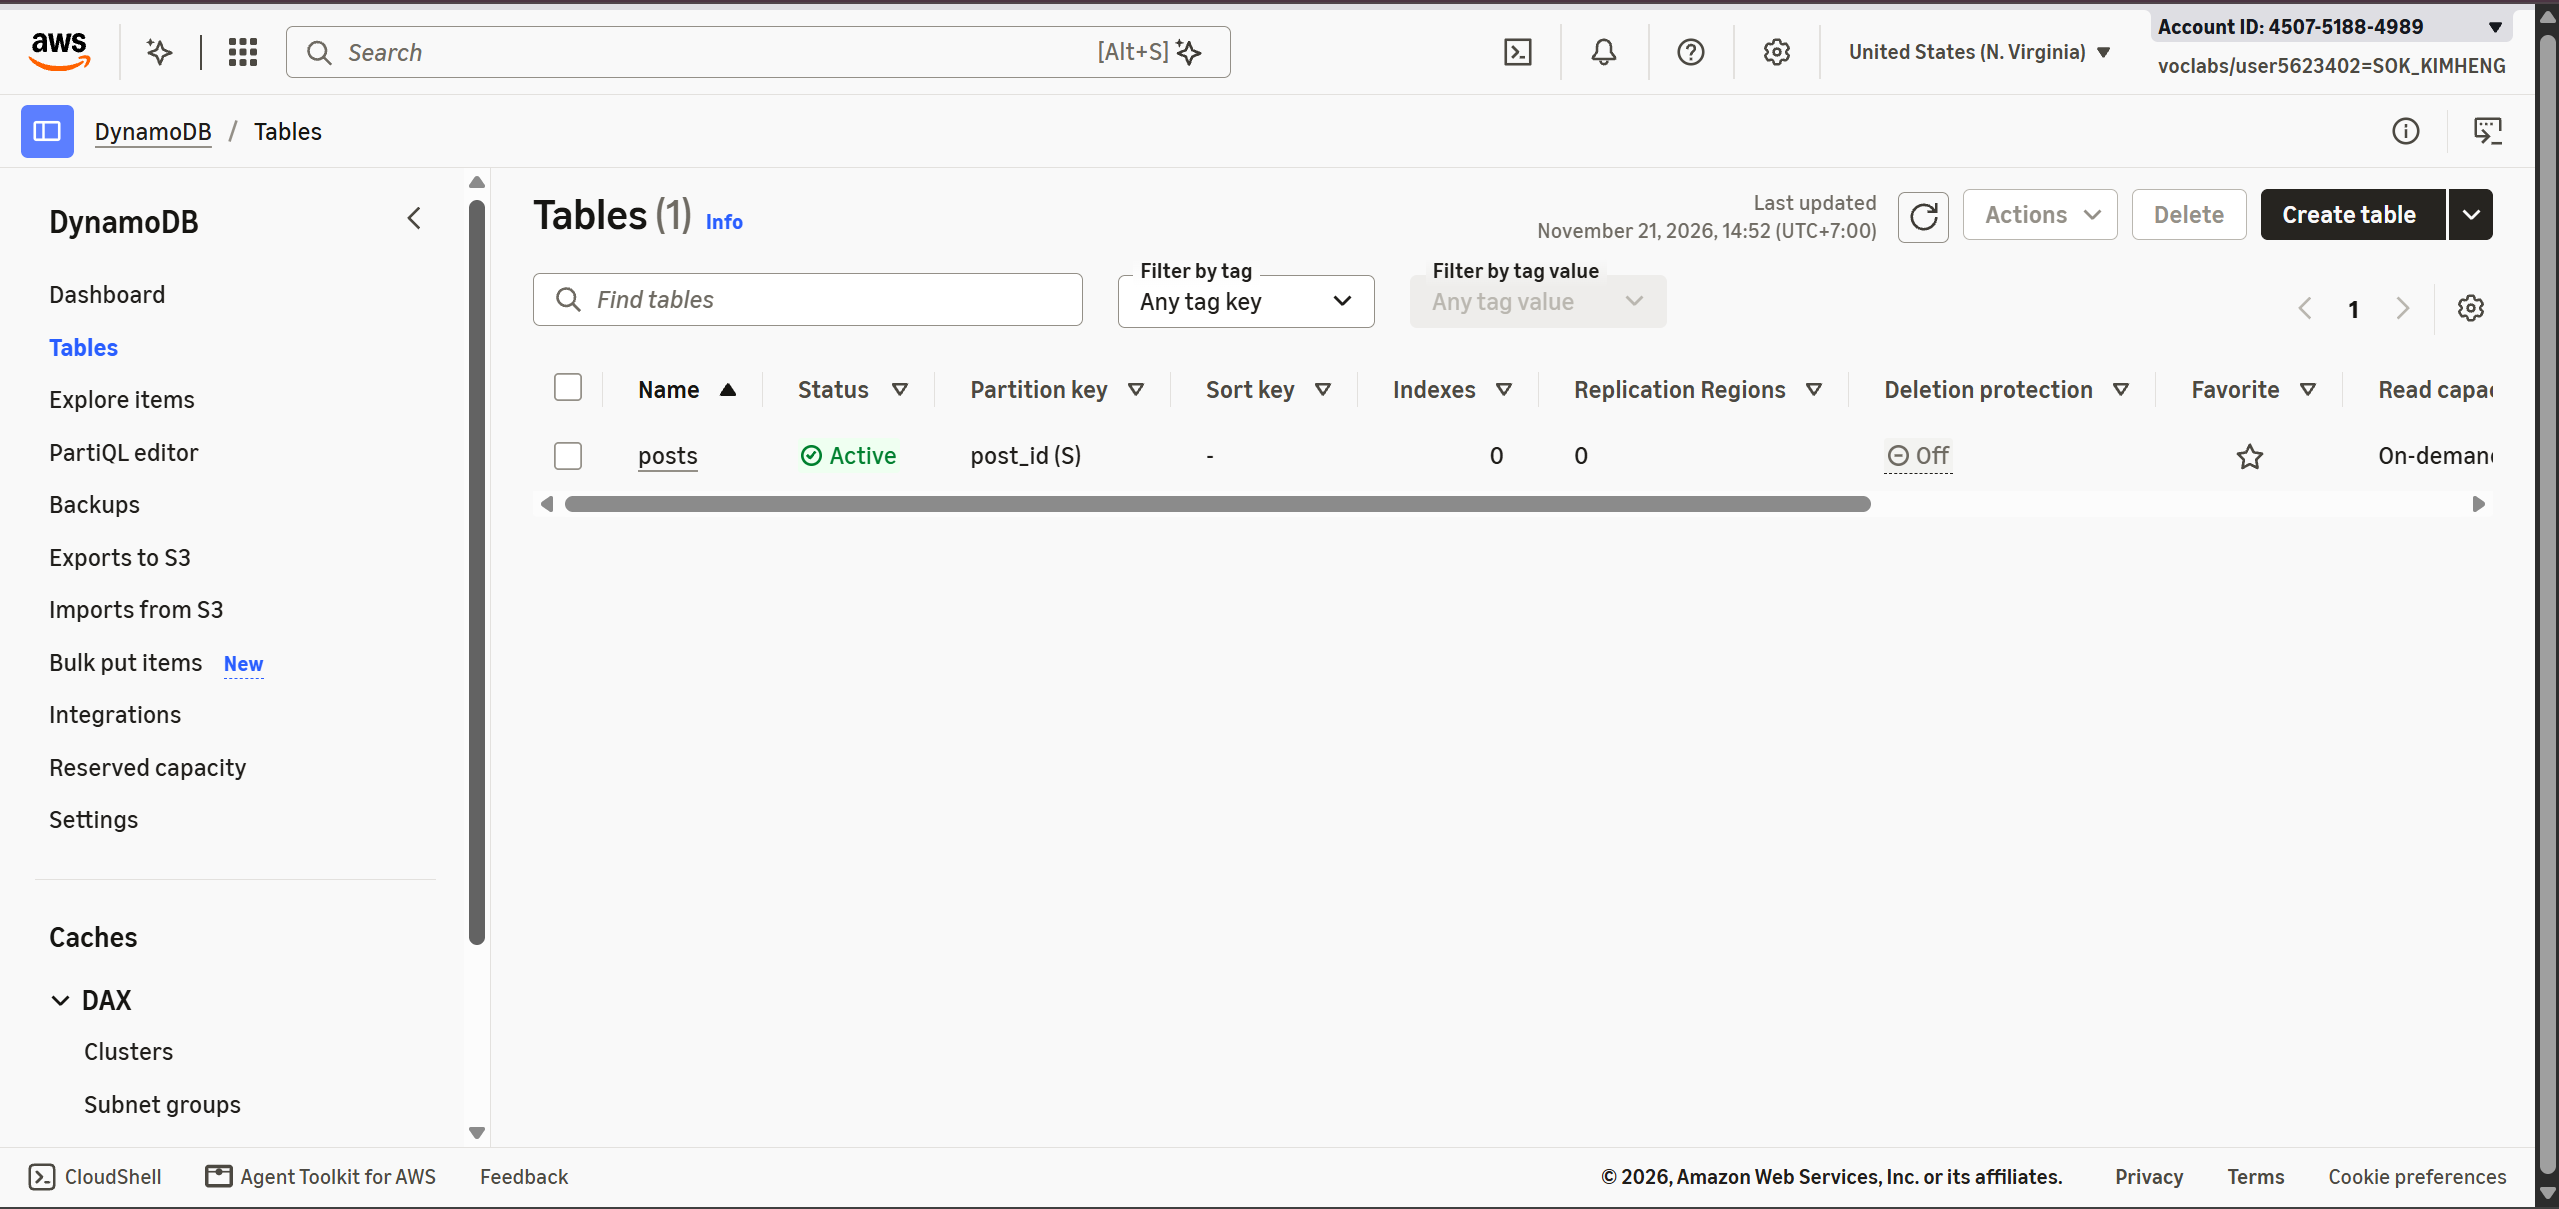 aws
Search [Alt+S]
United States (N. Virginia)
Account ID: 4507-5188-4989
voclabs/user5623402=SOK_KIMHENG
DynamoDB / Tables
DynamoDB
Dashboard
Tables
Explore items
PartiQL editor
Backups
Exports to S3
Imports from S3
Bulk put items New
Integrations
Reserved capacity
Settings
Caches
DAX
Clusters
Subnet groups
Tables (1) Info
Last updated
November 21, 2026, 14:52 (UTC+7:00)
Actions
Delete
Create table
Find tables
Filter by tag
Any tag key
Filter by tag value
Any tag value
1
Name Status Partition key Sort key Indexes Replication Regions Deletion protection Favorite Read capac
posts Active post_id (S) - 0 0 Off On-demand
CloudShell Agent Toolkit for AWS Feedback © 2026, Amazon Web Services, Inc. or its affiliates. Privacy Terms Cookie preferences